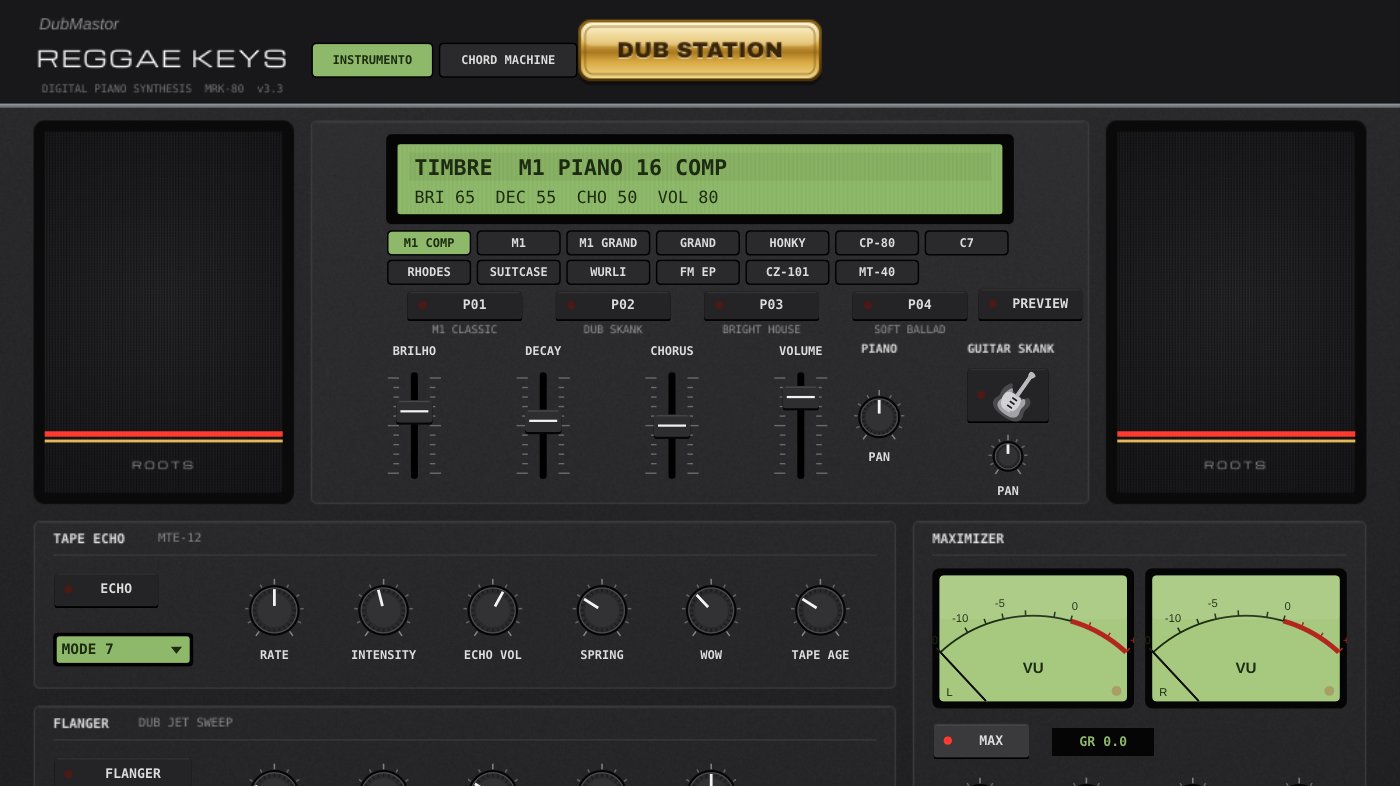 DubMastor
REGGAE KEYS
DIGITAL PIANO SYNTHESIS MRK-80 v3.3
INSTRUMENTO
CHORD MACHINE
DUB STATION
TIMBRE M1 PIANO 16 COMP
BRI 65 DEC 55 CHO 50 VOL 80
M1 COMP M1 M1 GRAND GRAND HONKY CP-80 C7
RHODES SUITCASE WURLI FM EP CZ-101 MT-40
P01 P02 P03 P04 PREVIEW
M1 CLASSIC DUB SKANK BRIGHT HOUSE SOFT BALLAD
BRILHO DECAY CHORUS VOLUME PIANO GUITAR SKANK
PAN
PAN
ROOTS
ROOTS
TAPE ECHO MTE-12
ECHO
MODE 7
RATE INTENSITY ECHO VOL SPRING WOW TAPE AGE
FLANGER DUB JET SWEEP
FLANGER
MAXIMIZER
-10 -5 0
VU
L
-10 -5 0
VU
R
MAX
GR 0.0